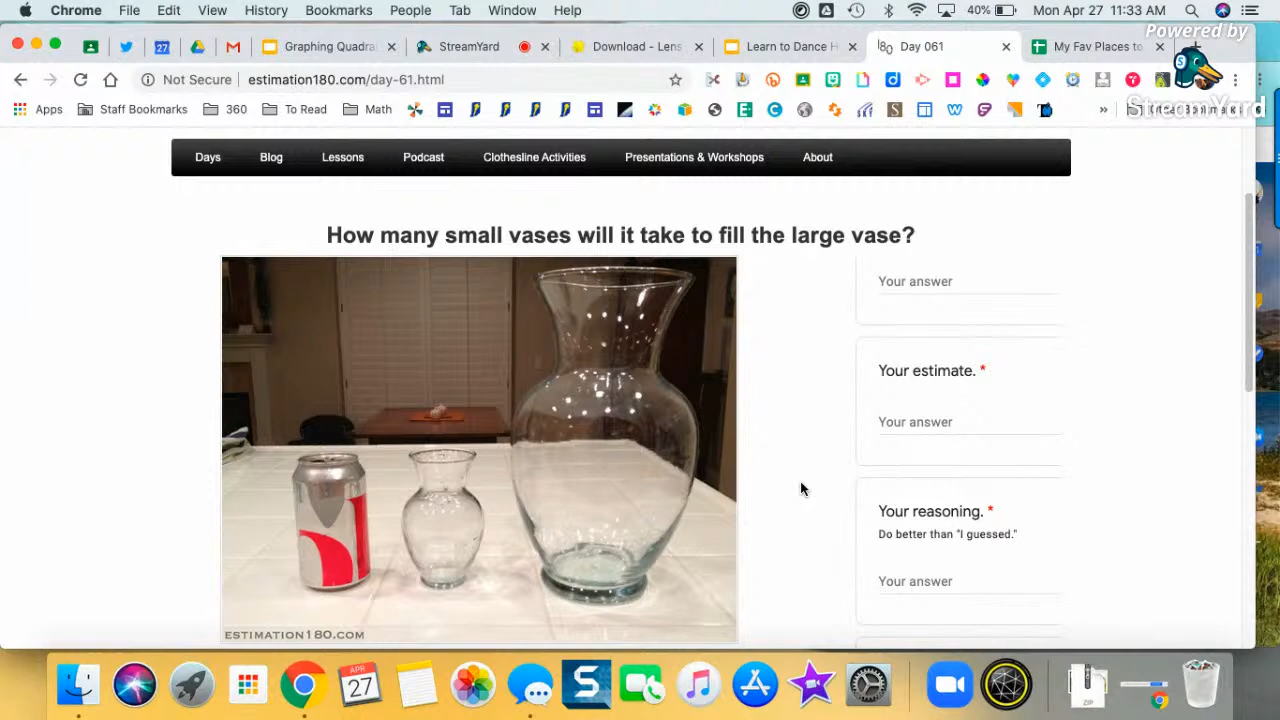 Chrome File Edit View History Bookmarks People Tab Window Help 40% Mon Apr 27 11:33 AM
Powered by
Graphing Quadra StreamYard Download - Lens Learn to Dance H Day 061 My Fav Places to
Not Secure estimation180.com/day-61.html
StreamYard
Apps Staff Bookmarks 360 To Read Math
Days Blog Lessons Podcast Clothesline Activities Presentations & Workshops About
How many small vases will it take to fill the large vase?
Your answer
Your estimate. *
Your answer
Your reasoning. *
Do better than "I guessed."
Your answer
ESTIMATION180.COM
APR
27
ZIP